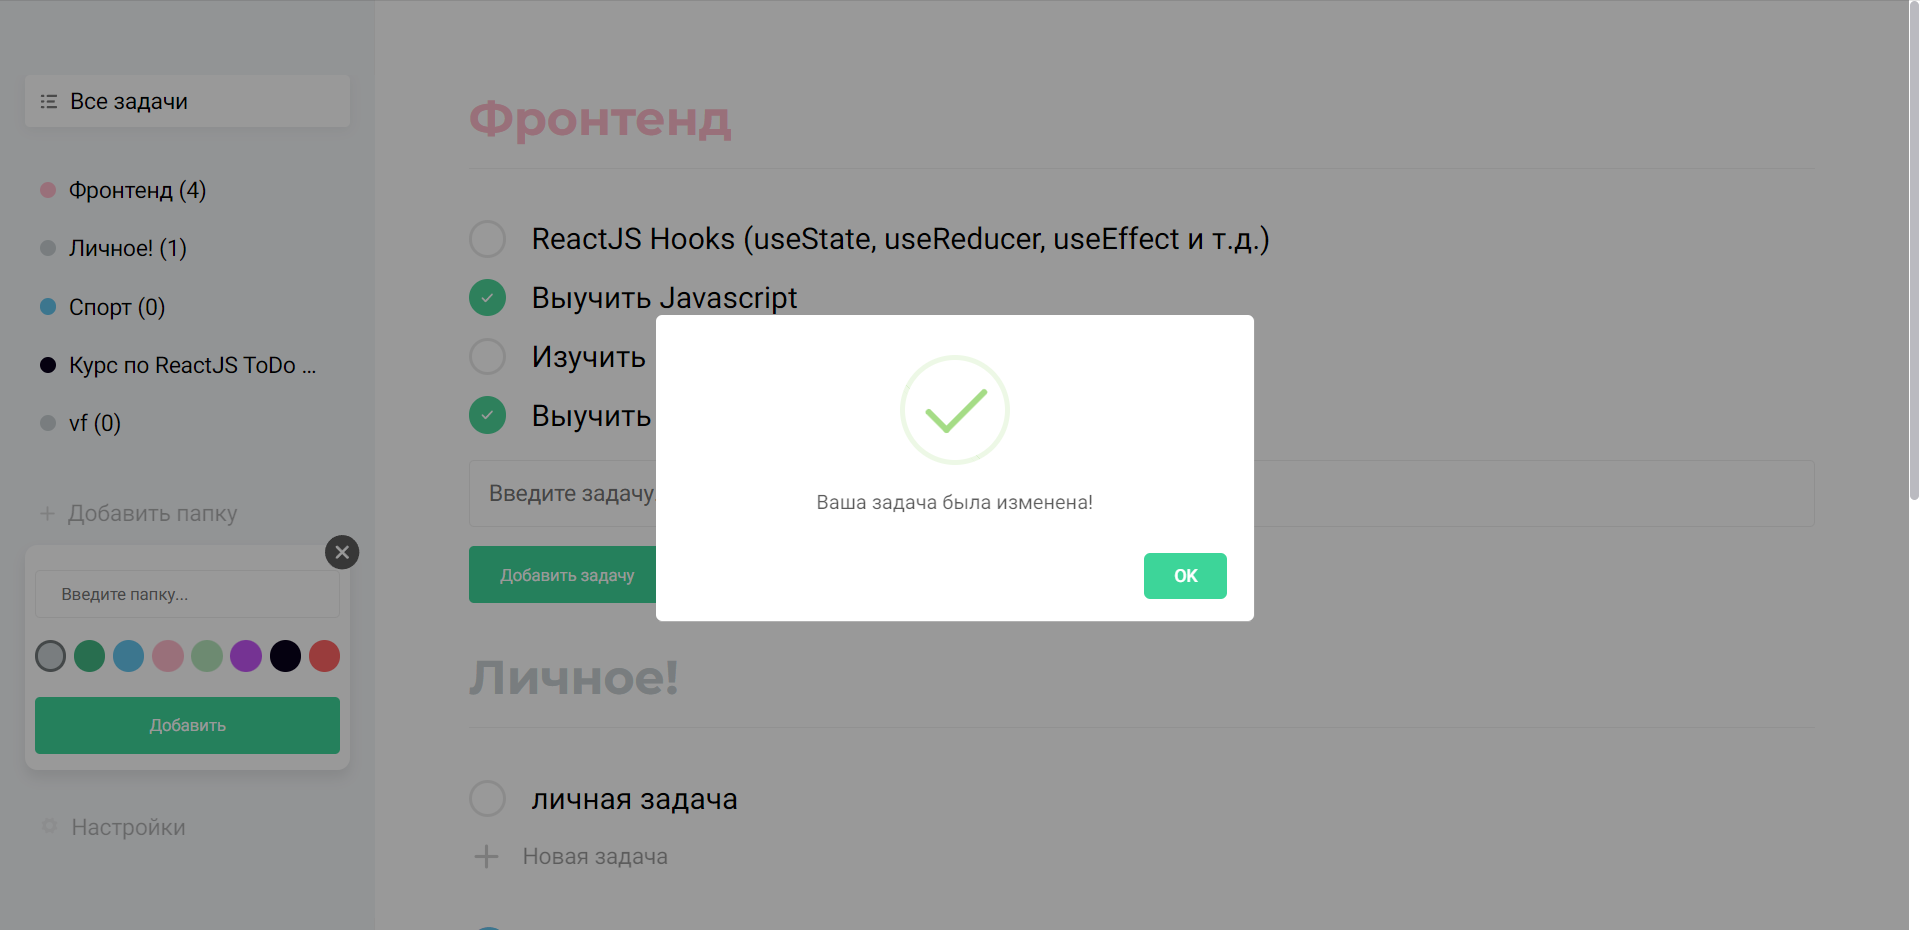 Все задачи
Фронтенд (4)
Личное! (1)
Спорт (0)
Курс по ReactJS ToDo ...
vf (0)
Добавить папку
Введите папку...
Добавить
Настройки
Фронтенд
ReactJS Hooks (useState, useReducer, useEffect и т.д.)
Выучить Javascript
Изучить
Выучить
Введите задачу
Добавить задачу
Ваша задача была изменена!
OK
Личное!
личная задача
Новая задача